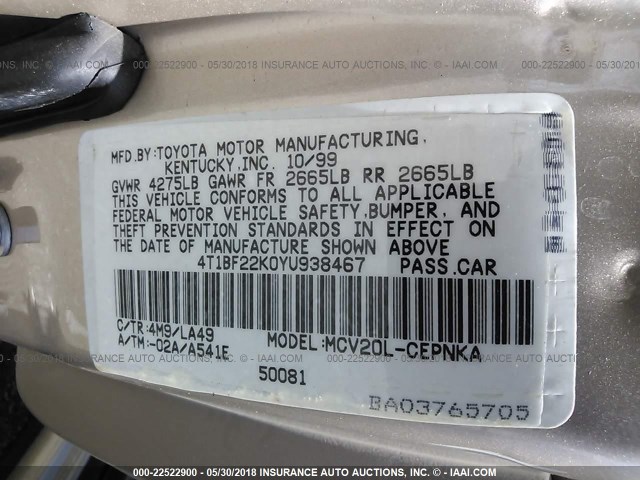 000-22522900 - 05/30/2018 INSURANCE AUTO AUCTIONS, INC. - IAAI.COM
MFD.BY:TOYOTA MOTOR MANUFACTURING,
KENTUCKY,INC. 10/99
GVWR 4275LB GAWR FR 2665LB RR 2665LB
THIS VEHICLE CONFORMS TO ALL APPLICABLE
FEDERAL MOTOR VEHICLE SAFETY,BUMPER, AND
THEFT PREVENTION STANDARDS IN EFFECT ON
THE DATE OF MANUFACTURE SHOWN ABOVE
4T1BF22K0YU938467 PASS.CAR
C/TR:4M9/LA49 MODEL:MCV20L-CEPNKA
A/TM:-02A/A541E
50081
BA03765705
000-22522900 - 05/30/2018 INSURANCE AUTO AUCTIONS, INC. - IAAI.COM